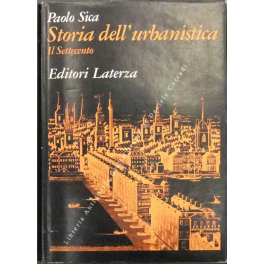 Paolo Sica
Storia dell'urbanistica
Il Settecento
Editori Laterza